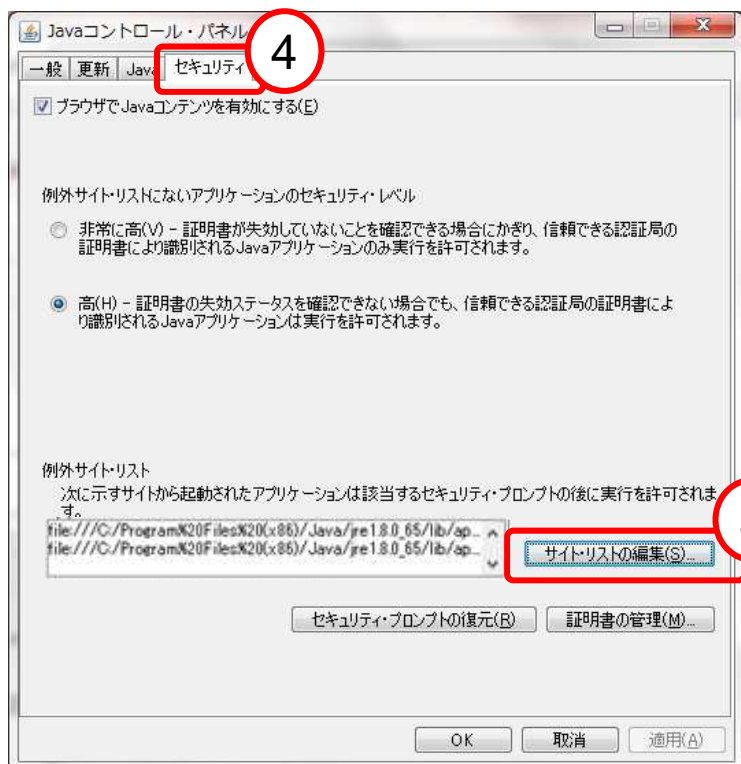 Javaコントロール・パネル
4
一般 更新 Java セキュリティ
ブラウザでJavaコンテンツを有効にする(E)
例外サイト・リストにないアプリケーションのセキュリティ・レベル
非常に高(V) - 証明書が失効していないことを確認できる場合にかぎり、信頼できる認証局の
証明書により識別されるJavaアプリケーションのみ実行を許可されます。
高(H) - 証明書の失効ステータスを確認できない場合でも、信頼できる認証局の証明書によ
り識別されるJavaアプリケーションは実行を許可されます。
例外サイト・リスト
次に示すサイトから起動されたアプリケーションは該当するセキュリティ・プロンプトの後に実行を許可されま
す。
file:///C:/Program%20Files%20(x86)/Java/jre1.8.0_65/lib/ap...
file:///C:/Program%20Files%20(x86)/Java/jre1.8.0_65/lib/ap...
サイト・リストの編集(S)...
セキュリティ・プロンプトの復元(R) 証明書の管理(M)...
OK 取消 適用(A)